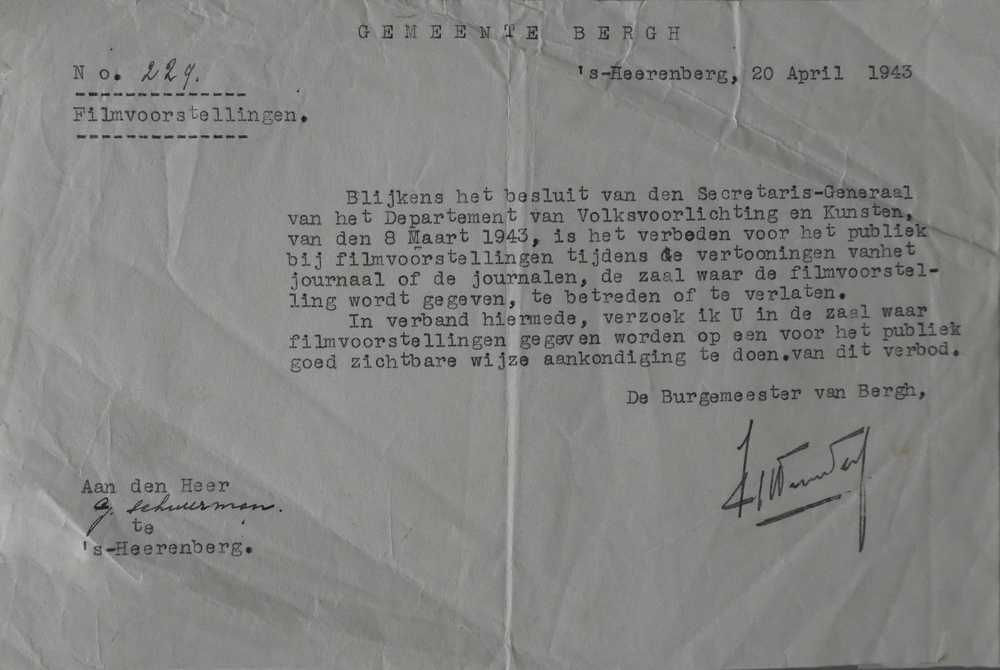 GEMEENTE BERGH
No. 229. 's-Heerenberg, 20 April 1943
Filmvoorstellingen.
Blijkens het besluit van den Secretaris-Generaal
van het Departement van Volksvoorlichting en Kunsten,
van den 8 Maart 1943, is het verboden voor het publiek
bij filmvoorstellingen tijdens de vertooningen vanhet
journaal of de journalen, de zaal waar de filmvoorstel-
ling wordt gegeven, te betreden of te verlaten.
In verband hiermede, verzoek ik U in de zaal waar
filmvoorstellingen gegeven worden op een voor het publiek
goed zichtbare wijze aankondiging te doen.van dit verbod.
De Burgemeester van Bergh,
Aan den Heer
G. Schuurman.
te
's-Heerenberg.